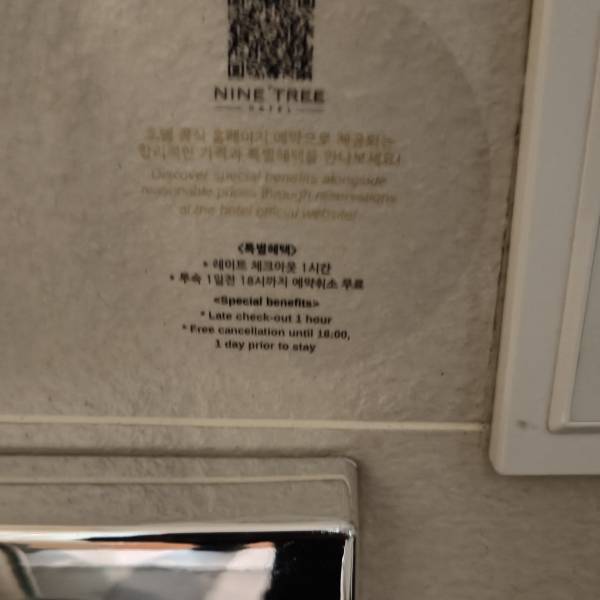 NINE TREE
HOTEL
호텔 공식 홈페이지 예약으로 제공되는
합리적인 가격과 특별혜택을 만나보세요!
Discover special benefits alongside
reasonable prices through reservations
at the hotel official website!
<특별혜택>
* 레이트 체크아웃 1시간
* 투숙 1일전 18시까지 예약취소 무료
<Special benefits>
* Late check-out 1 hour
* Free cancellation until 18:00,
1 day prior to stay